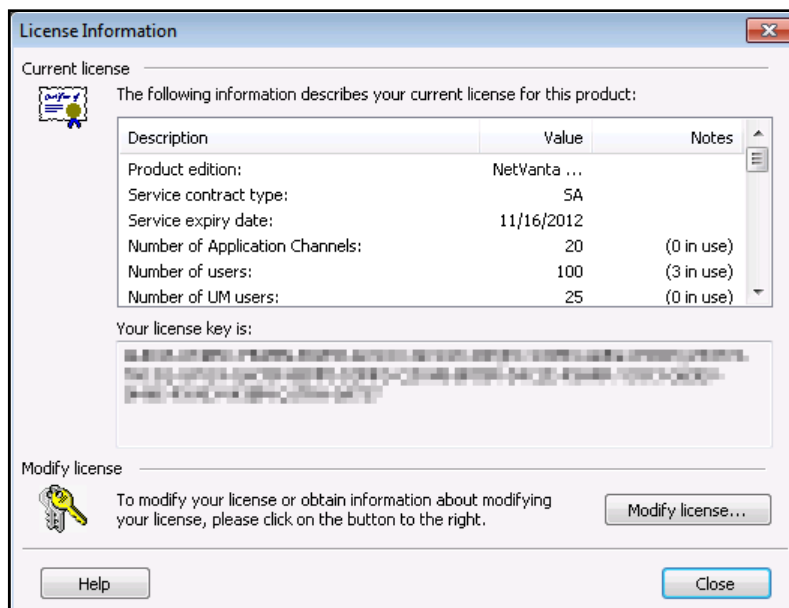 License Information
Current license
The following information describes your current license for this product:
Description Value Notes
Product edition: NetVanta ...
Service contract type: SA
Service expiry date: 11/16/2012
Number of Application Channels: 20 (0 in use)
Number of users: 100 (3 in use)
Number of UM users: 25 (0 in use)
Your license key is:
Modify license
To modify your license or obtain information about modifying
your license, please click on the button to the right.
Modify license...
Help
Close